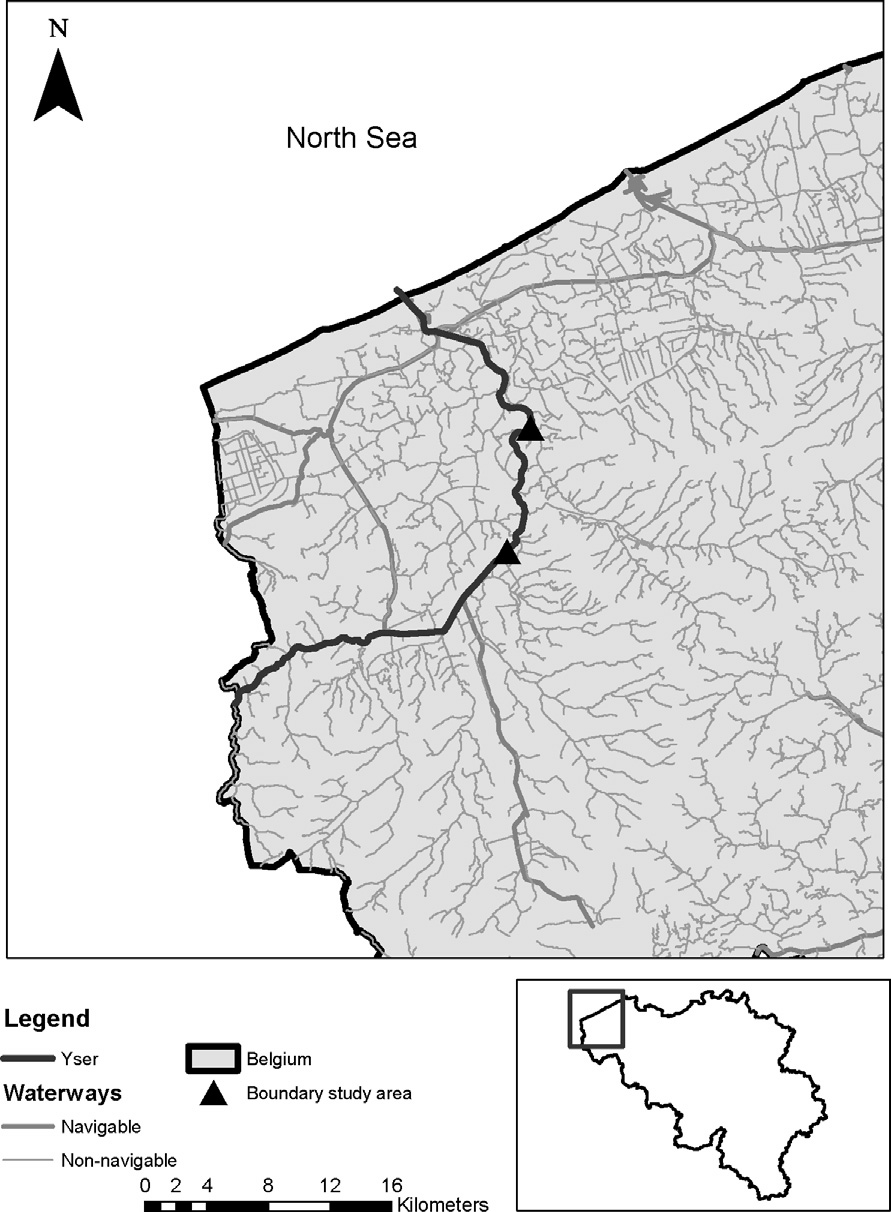 N
North Sea
Legend
Yser
Belgium
Waterways
Boundary study area
Navigable
Non-navigable
0 2 4 8 12 16
Kilometers